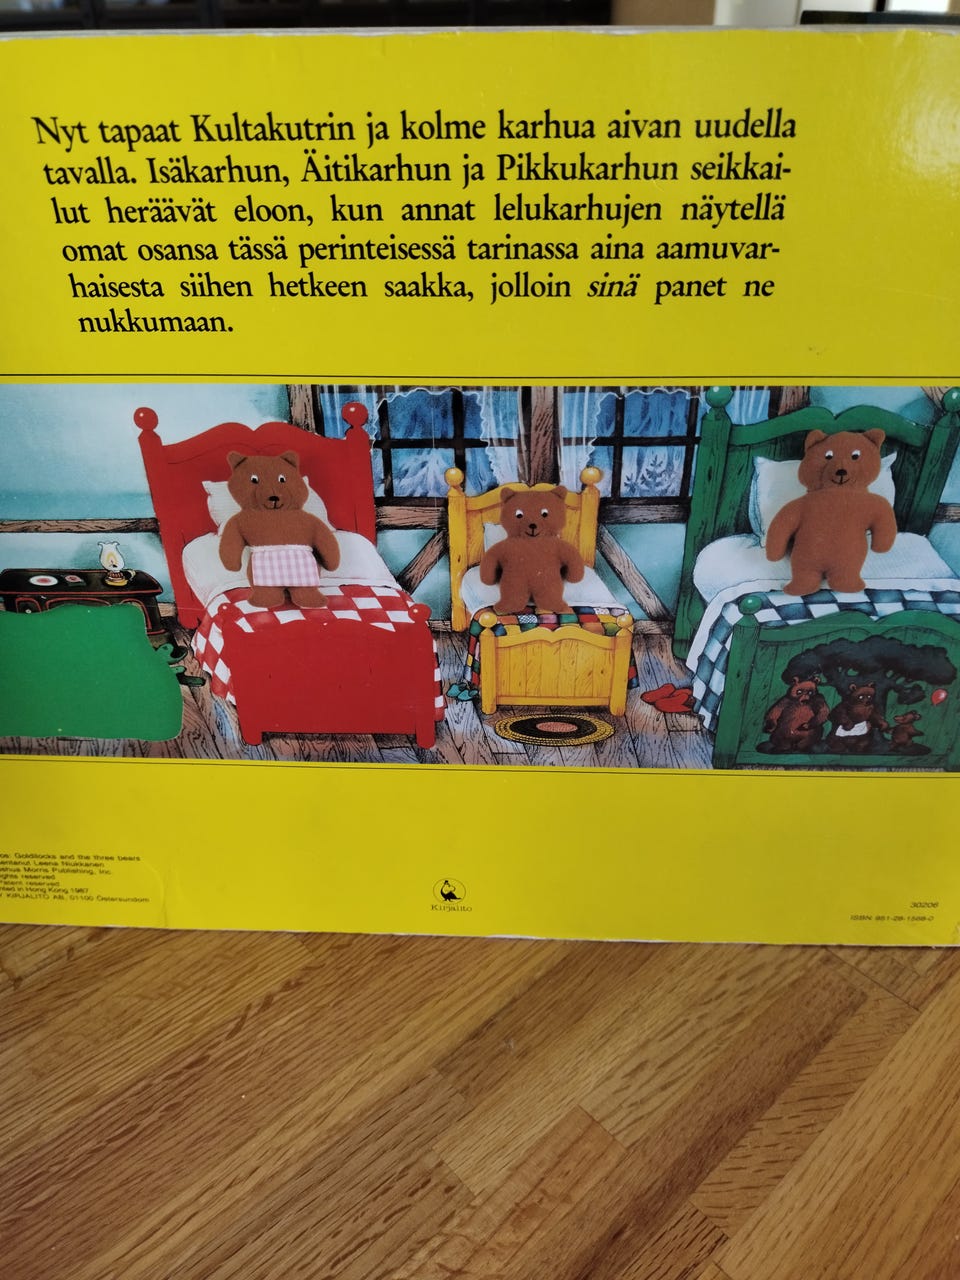 Nyt tapaat Kultakutrin ja kolme karhua aivan uudella
tavalla. Isäkarhun, Äitikarhun ja Pikkukarhun seikkai-
lut heräävät eloon, kun annat lelukarhujen näytellä
omat osansa tässä perinteisessä tarinassa aina aamuvar-
haisesta siihen hetkeen saakka, jolloin sinä panet ne
nukkumaan.
Goldilocks and the three bears
Leena Niukkanen
Morris Publishing, Inc.
reserved
reserved
in Hong Kong 1987
KIRJALITO AB, 01100 Östersundom
Kirjalito
30206
ISBN 951-28-1568-0